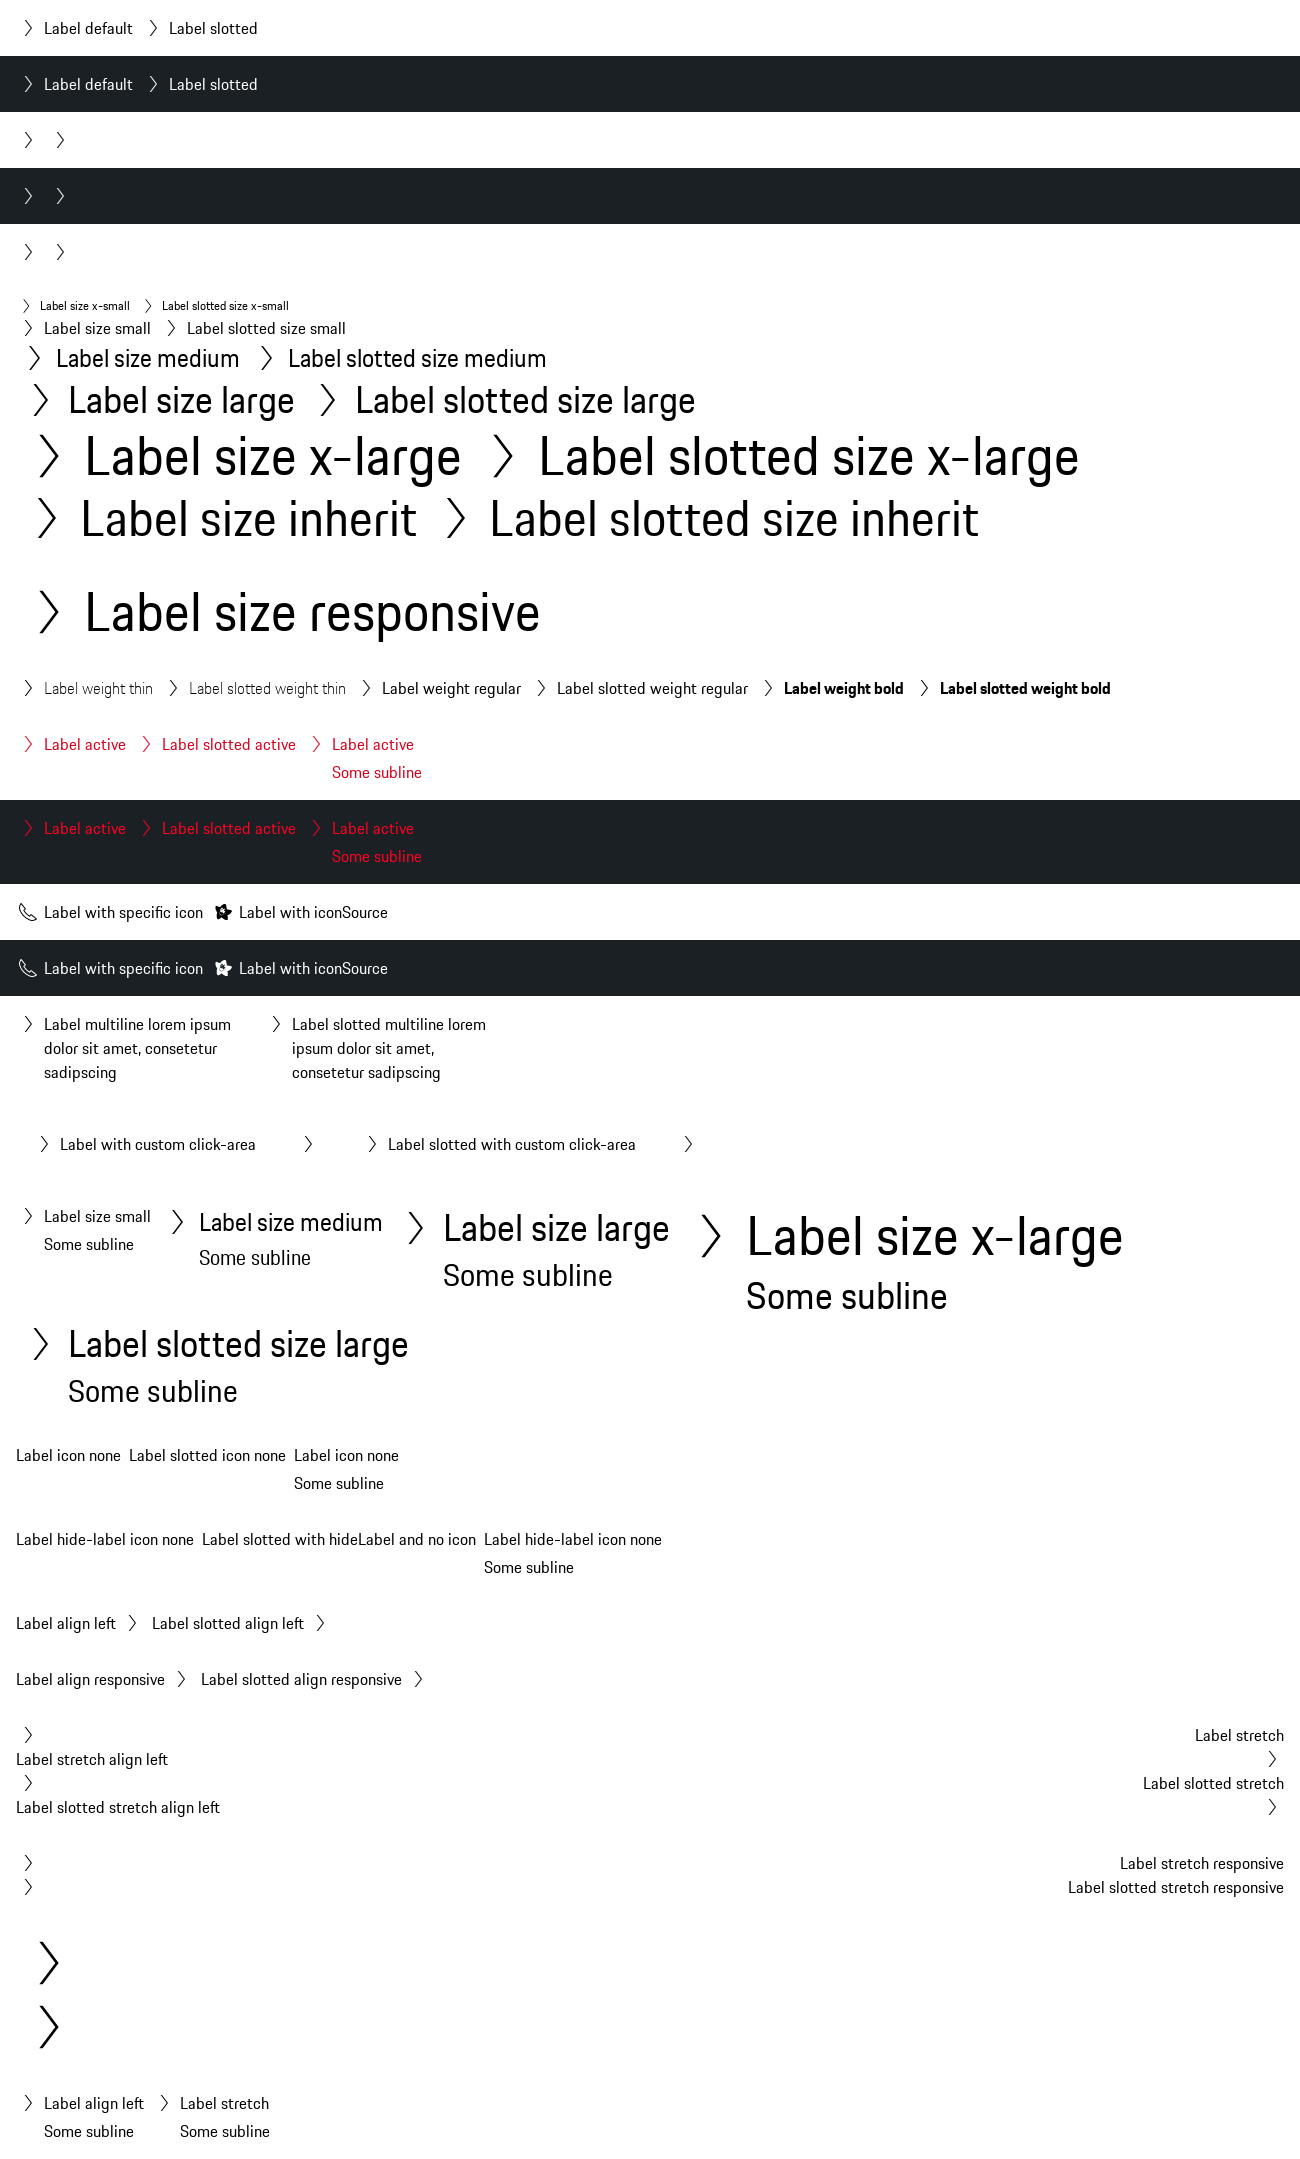 Label default Label slotted
Label default Label slotted
Label size x-small Label slotted size x-small
Label size small Label slotted size small
Label size medium Label slotted size medium
Label size large Label slotted size large
Label size x-large Label slotted size x-large
Label size inherit Label slotted size inherit
Label size responsive
Label weight thin Label slotted weight thin Label weight regular Label slotted weight regular Label weight bold Label slotted weight bold
Label active Label slotted active Label active
Some subline
Label active Label slotted active Label active
Some subline
Label with specific icon Label with iconSource
Label with specific icon Label with iconSource
Label multiline lorem ipsum
dolor sit amet, consetetur
sadipscing
Label slotted multiline lorem
ipsum dolor sit amet,
consetetur sadipscing
Label with custom click-area Label slotted with custom click-area
Label size small
Some subline
Label size medium
Some subline
Label size large
Some subline
Label size x-large
Some subline
Label slotted size large
Some subline
Label icon none Label slotted icon none Label icon none
Some subline
Label hide-label icon none Label slotted with hideLabel and no icon Label hide-label icon none
Some subline
Label align left Label slotted align left
Label align responsive Label slotted align responsive
Label stretch
Label stretch align left
Label slotted stretch
Label slotted stretch align left
Label stretch responsive
Label slotted stretch responsive
Label align left
Some subline
Label stretch
Some subline